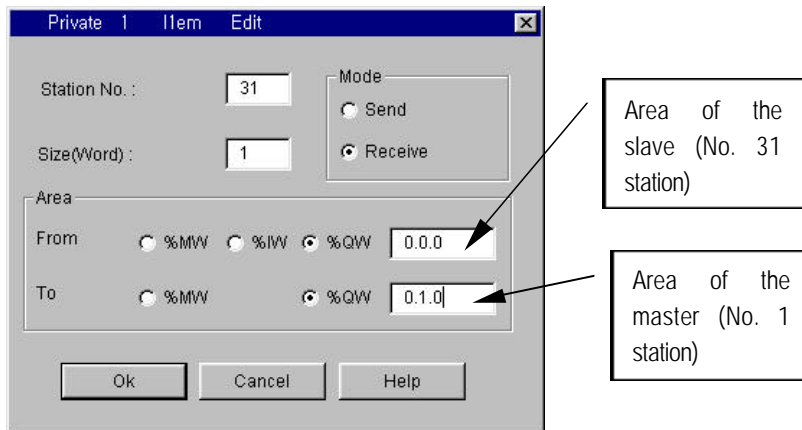 Private 1 I1em Edit
Station No. : 31
Mode
Send
Size(Word) : 1
Receive
Area
From %MW %IW %QW 0.0.0
To %MW %QW 0.1.0
Ok Cancel Help
Area of the
slave (No. 31
station)
Area of the
master (No. 1
station)